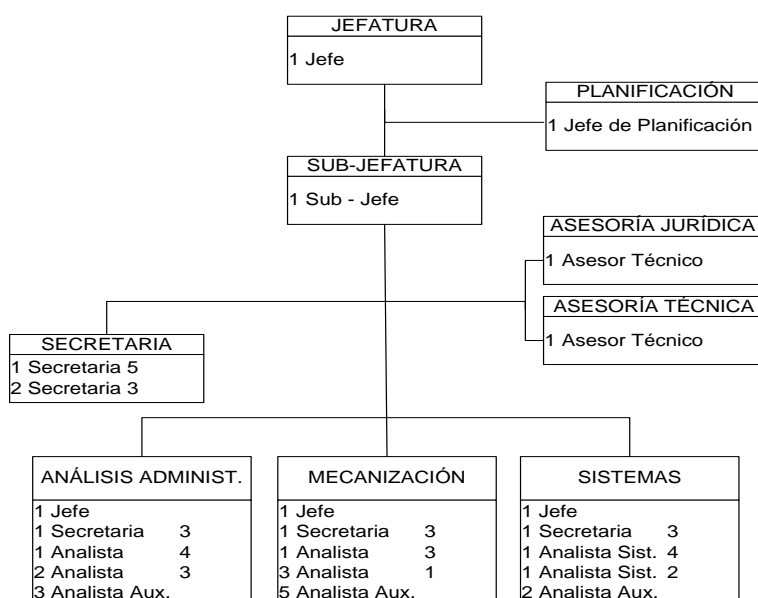 JEFATURA
1 Jefe
PLANIFICACIÓN
1 Jefe de Planificación
SUB-JEFATURA
1 Sub - Jefe
ASESORÍA JURÍDICA
1 Asesor Técnico
ASESORÍA TÉCNICA
1 Asesor Técnico
SECRETARIA
1 Secretaria 5
2 Secretaria 3
ANÁLISIS ADMINIST.
1 Jefe
1 Secretaria 3
1 Analista 4
2 Analista 3
3 Analista Aux.
MECANIZACIÓN
1 Jefe
1 Secretaria 3
1 Analista 3
3 Analista 1
5 Analista Aux.
SISTEMAS
1 Jefe
1 Secretaria 3
1 Analista Sist. 4
1 Analista Sist. 2
2 Analista Aux.